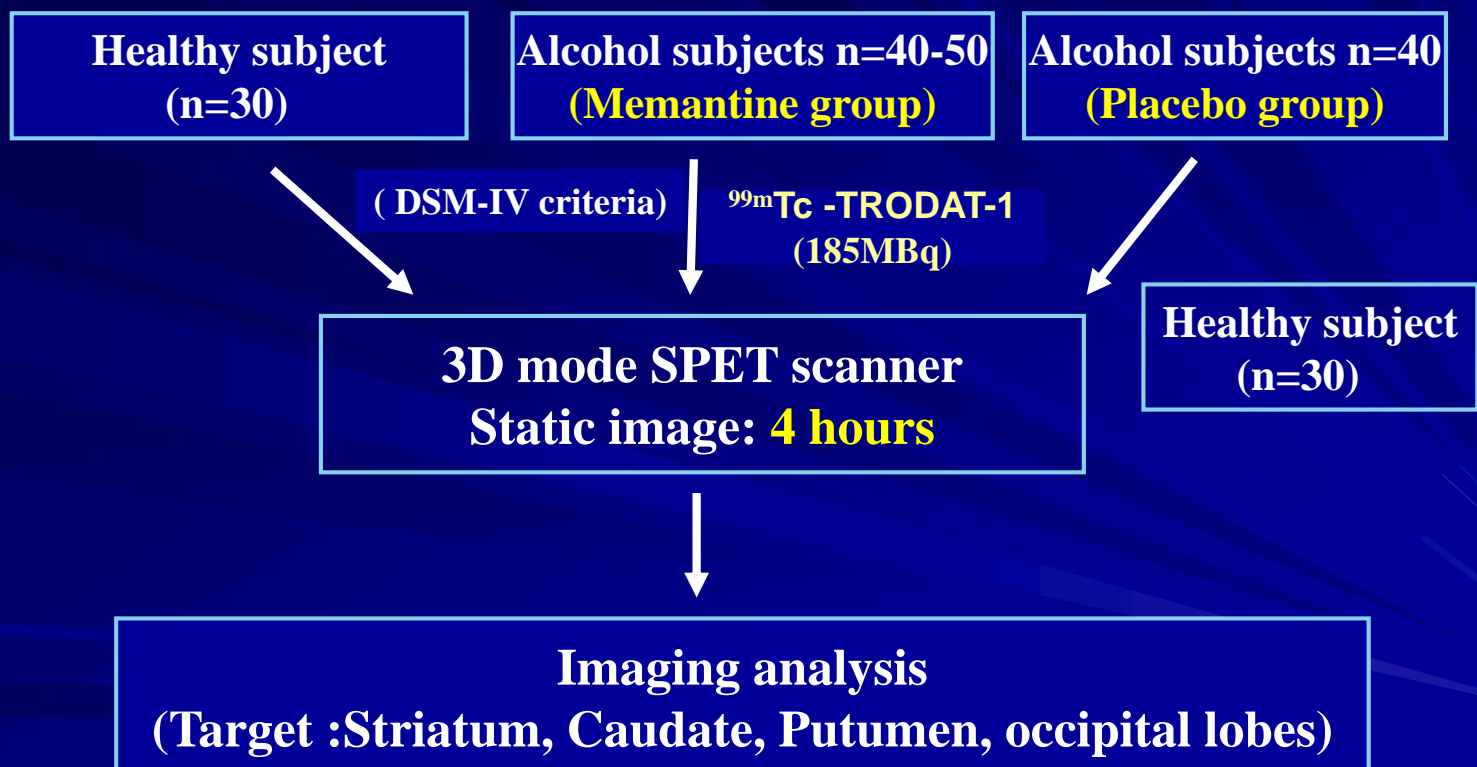 Healthy subject
(n=30)
Alcohol subjects n=40-50
(Memantine group)
Alcohol subjects n=40
(Placebo group)
( DSM-IV criteria)
99mTc -TRODAT-1
(185MBq)
Healthy subject
(n=30)
3D mode SPET scanner
Static image: 4 hours
Imaging analysis
(Target :Striatum, Caudate, Putumen, occipital lobes)